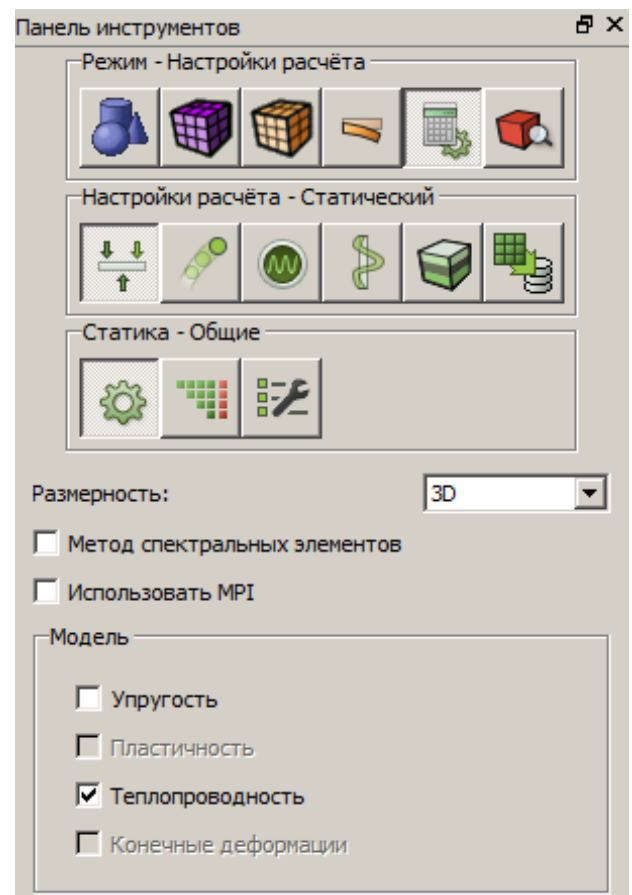 Панель инструментов
Режим - Настройки расчёта
Настройки расчёта - Статический
Статика - Общие
Размерность: 3D
Метод спектральных элементов
Использовать MPI
Модель
Упругость
Пластичность
Теплопроводность
Конечные деформации